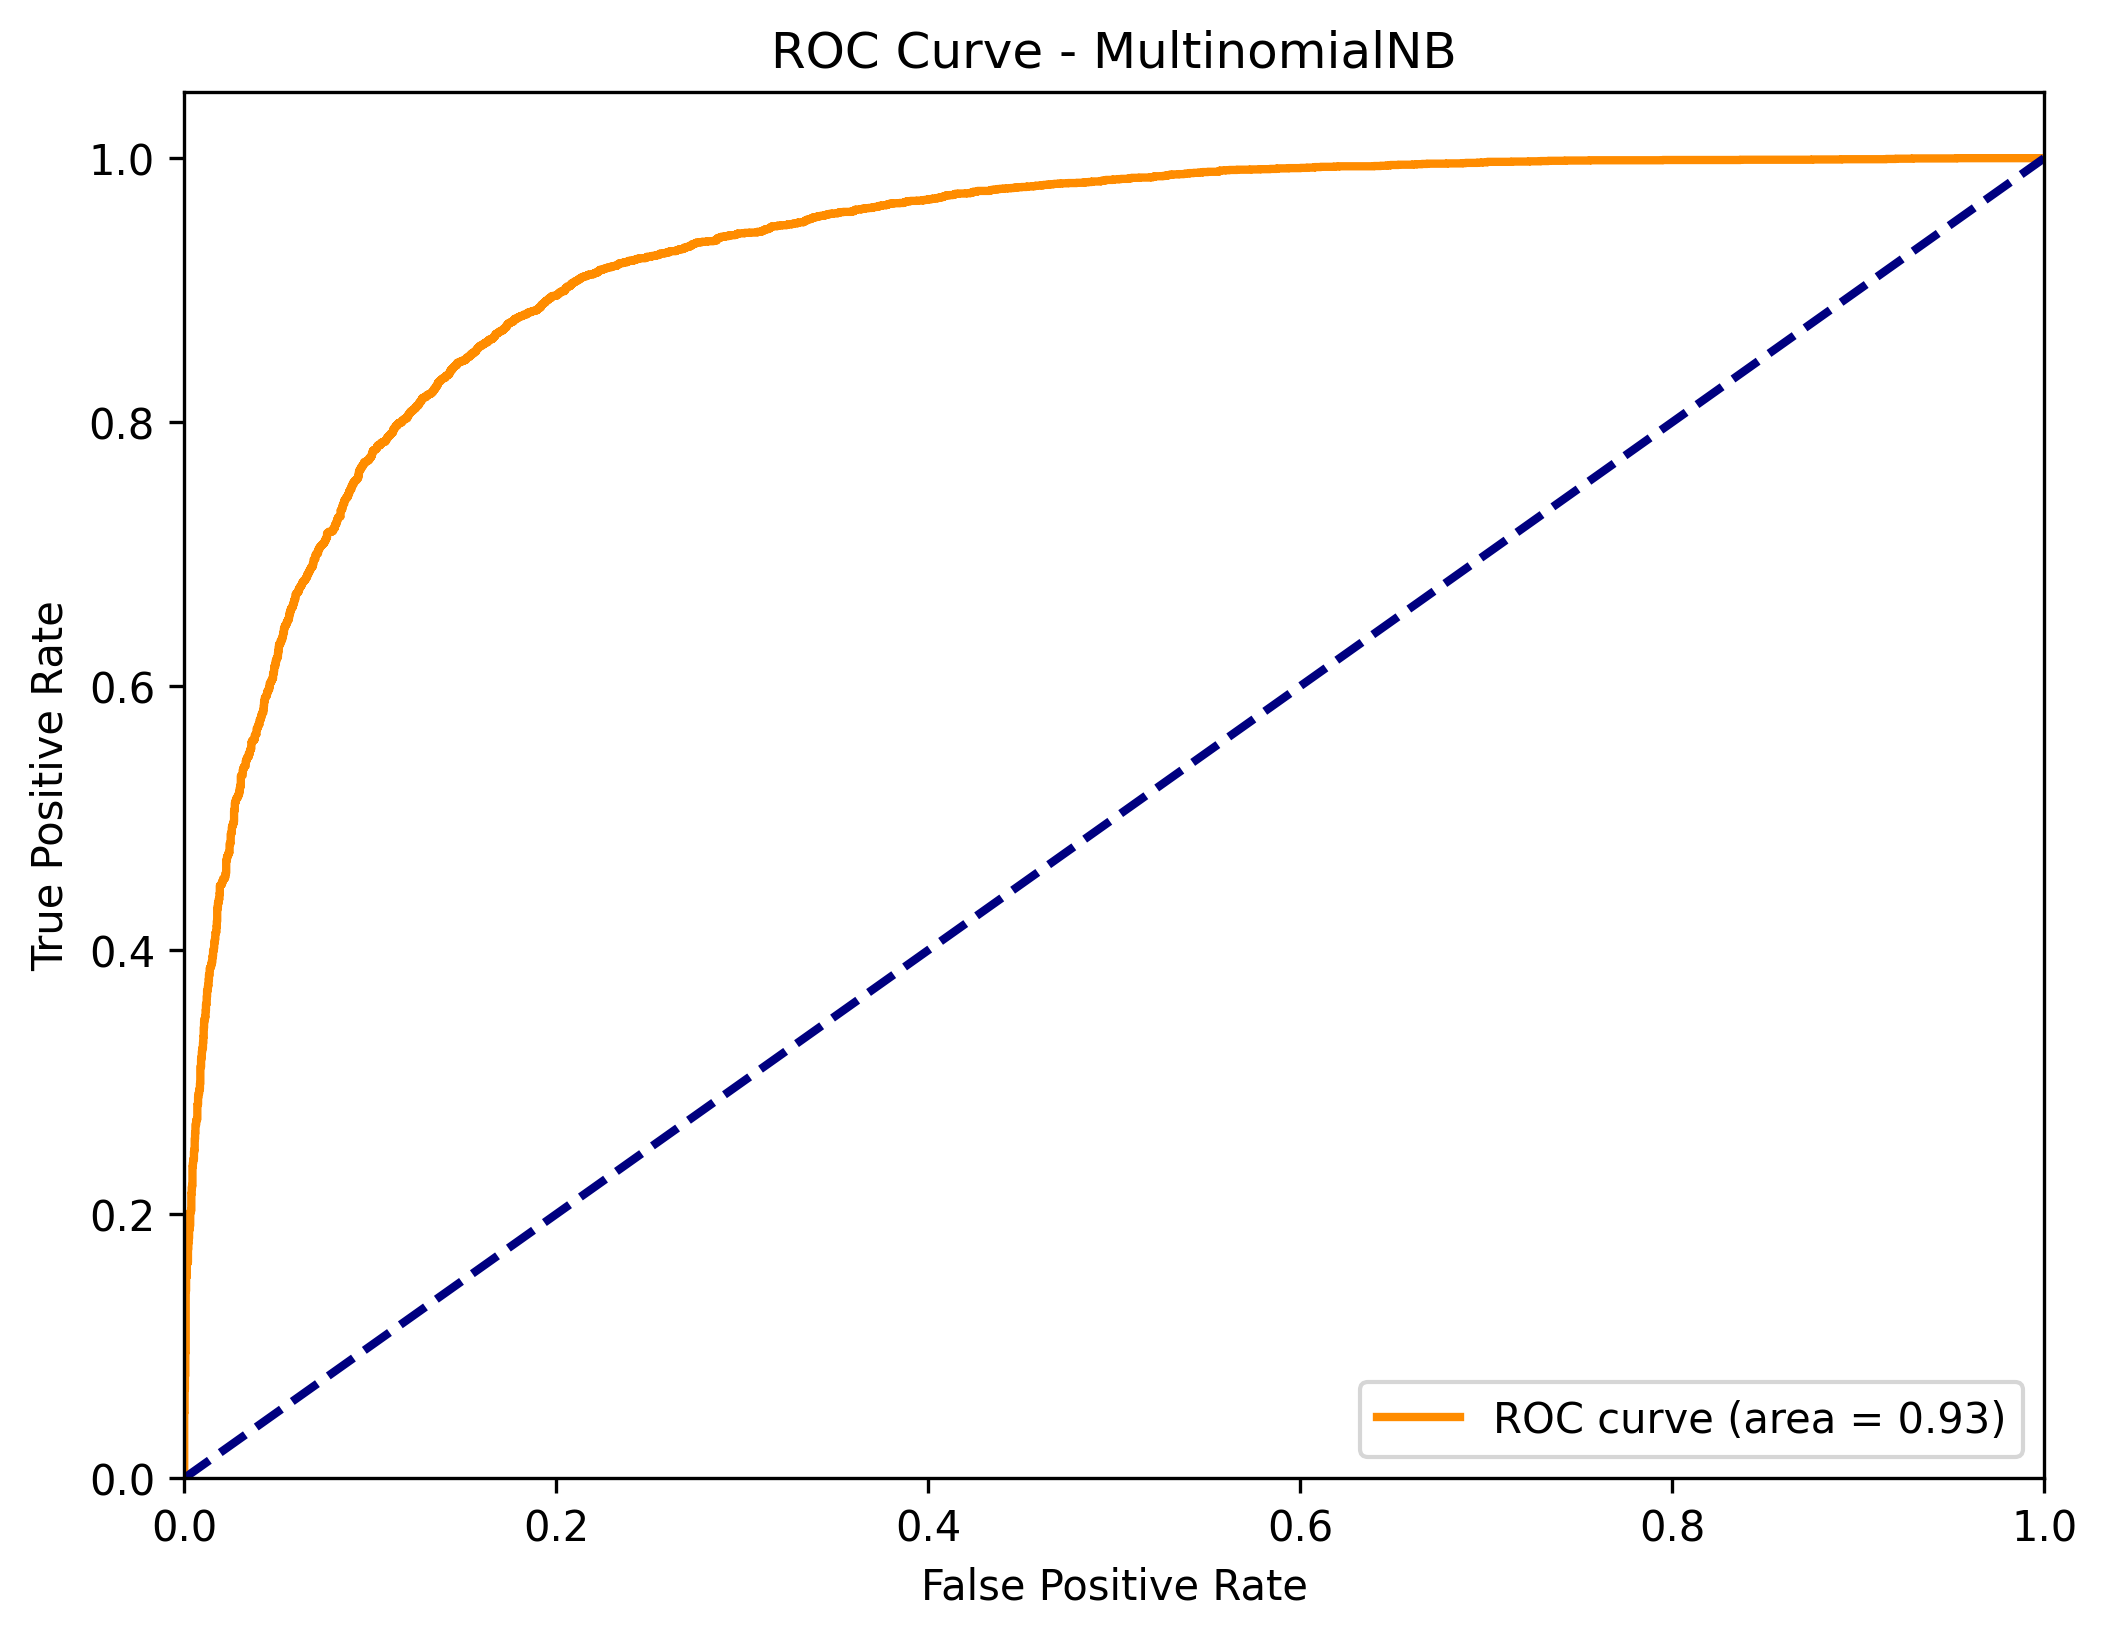 ROC Curve - MultinomialNB
True Positive Rate
1.0
0.8
0.6
0.4
0.2
0.0
0.0 0.2 0.4 0.6 0.8 1.0
False Positive Rate
ROC curve (area = 0.93)